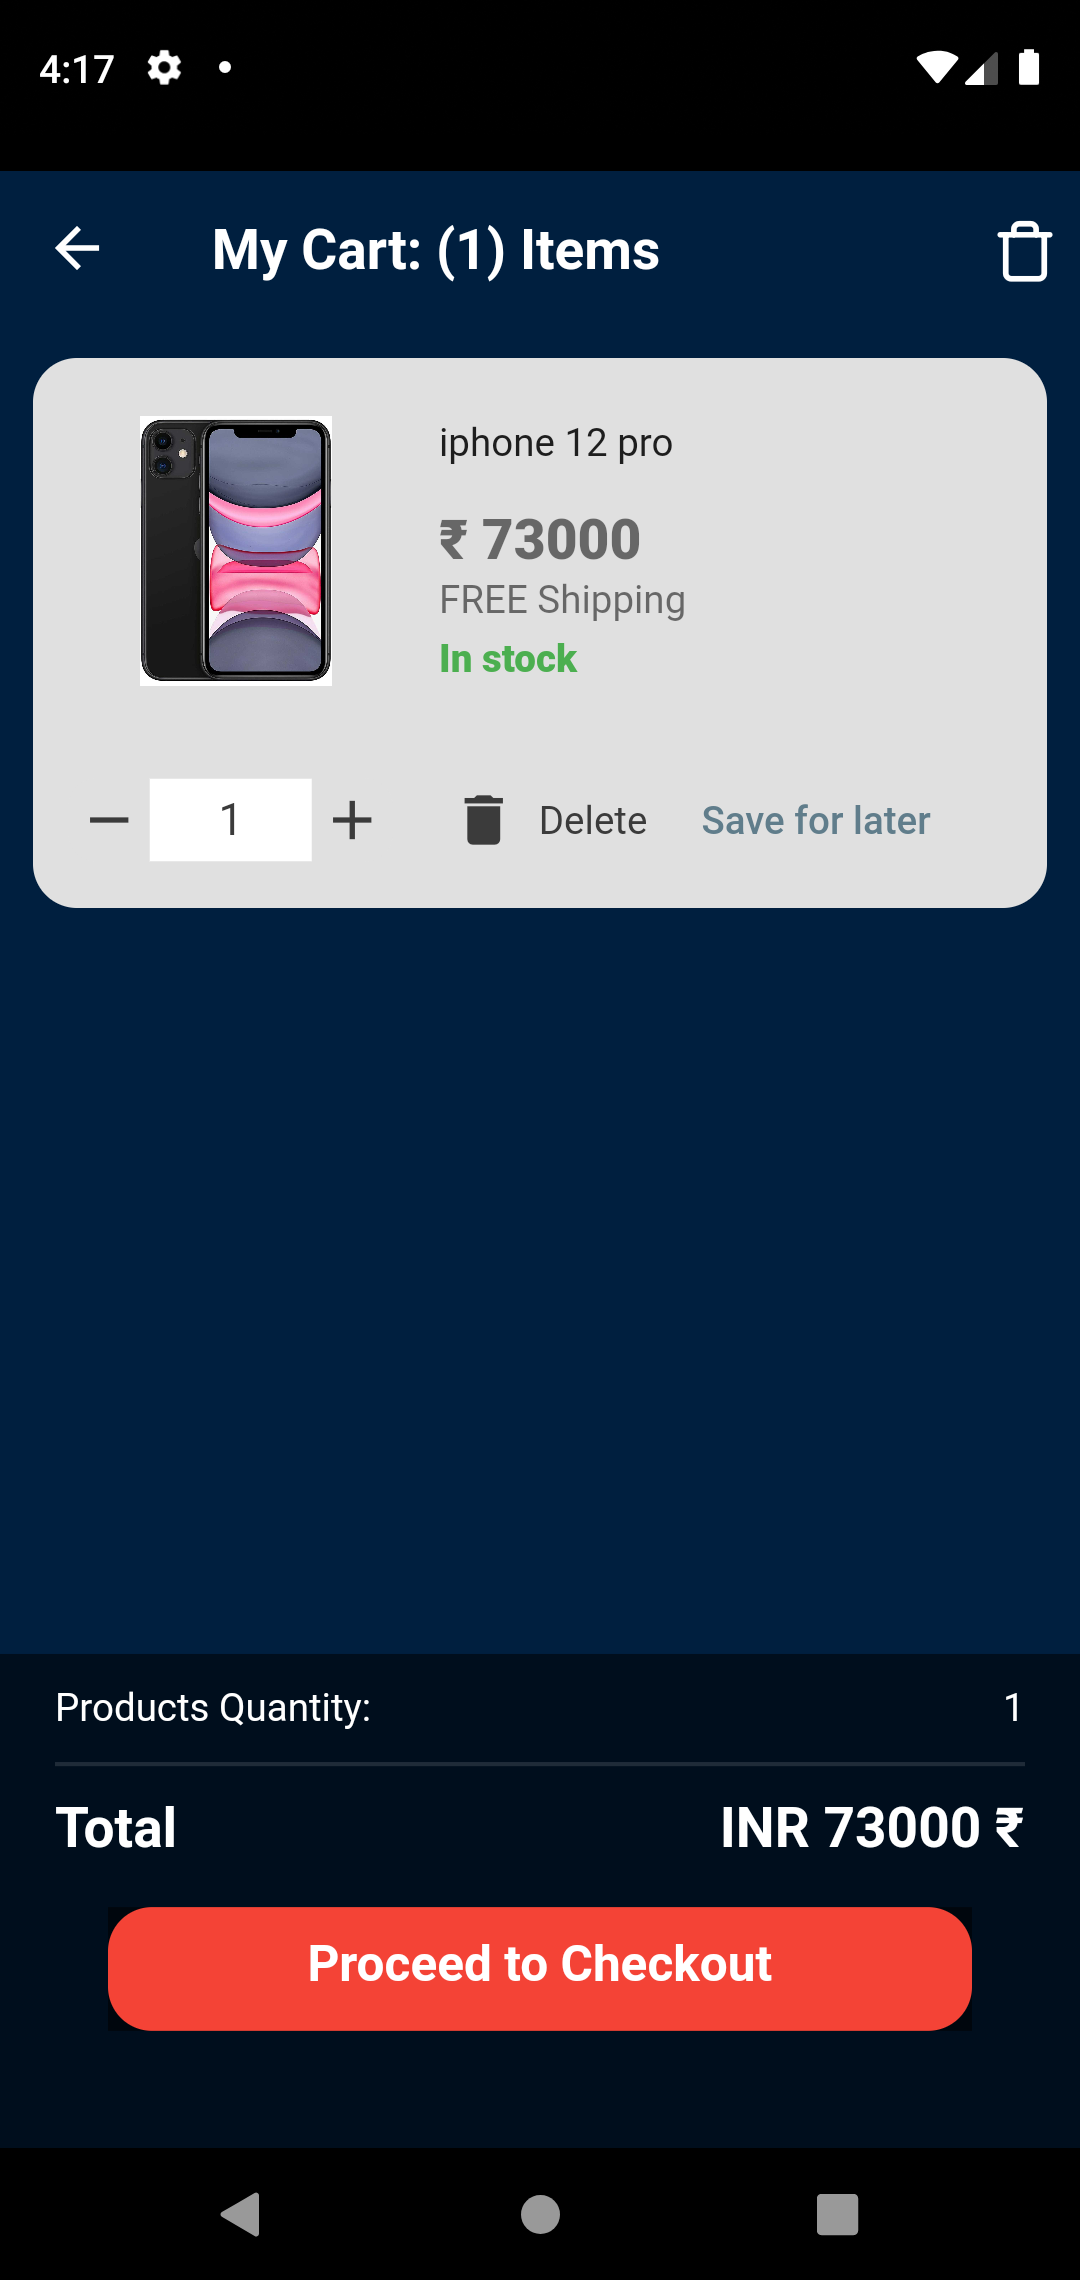 4:17
My Cart: (1) Items
iphone 12 pro
₹ 73000
FREE Shipping
In stock
1
Delete
Save for later
Products Quantity: 1
Total INR 73000 ₹
Proceed to Checkout